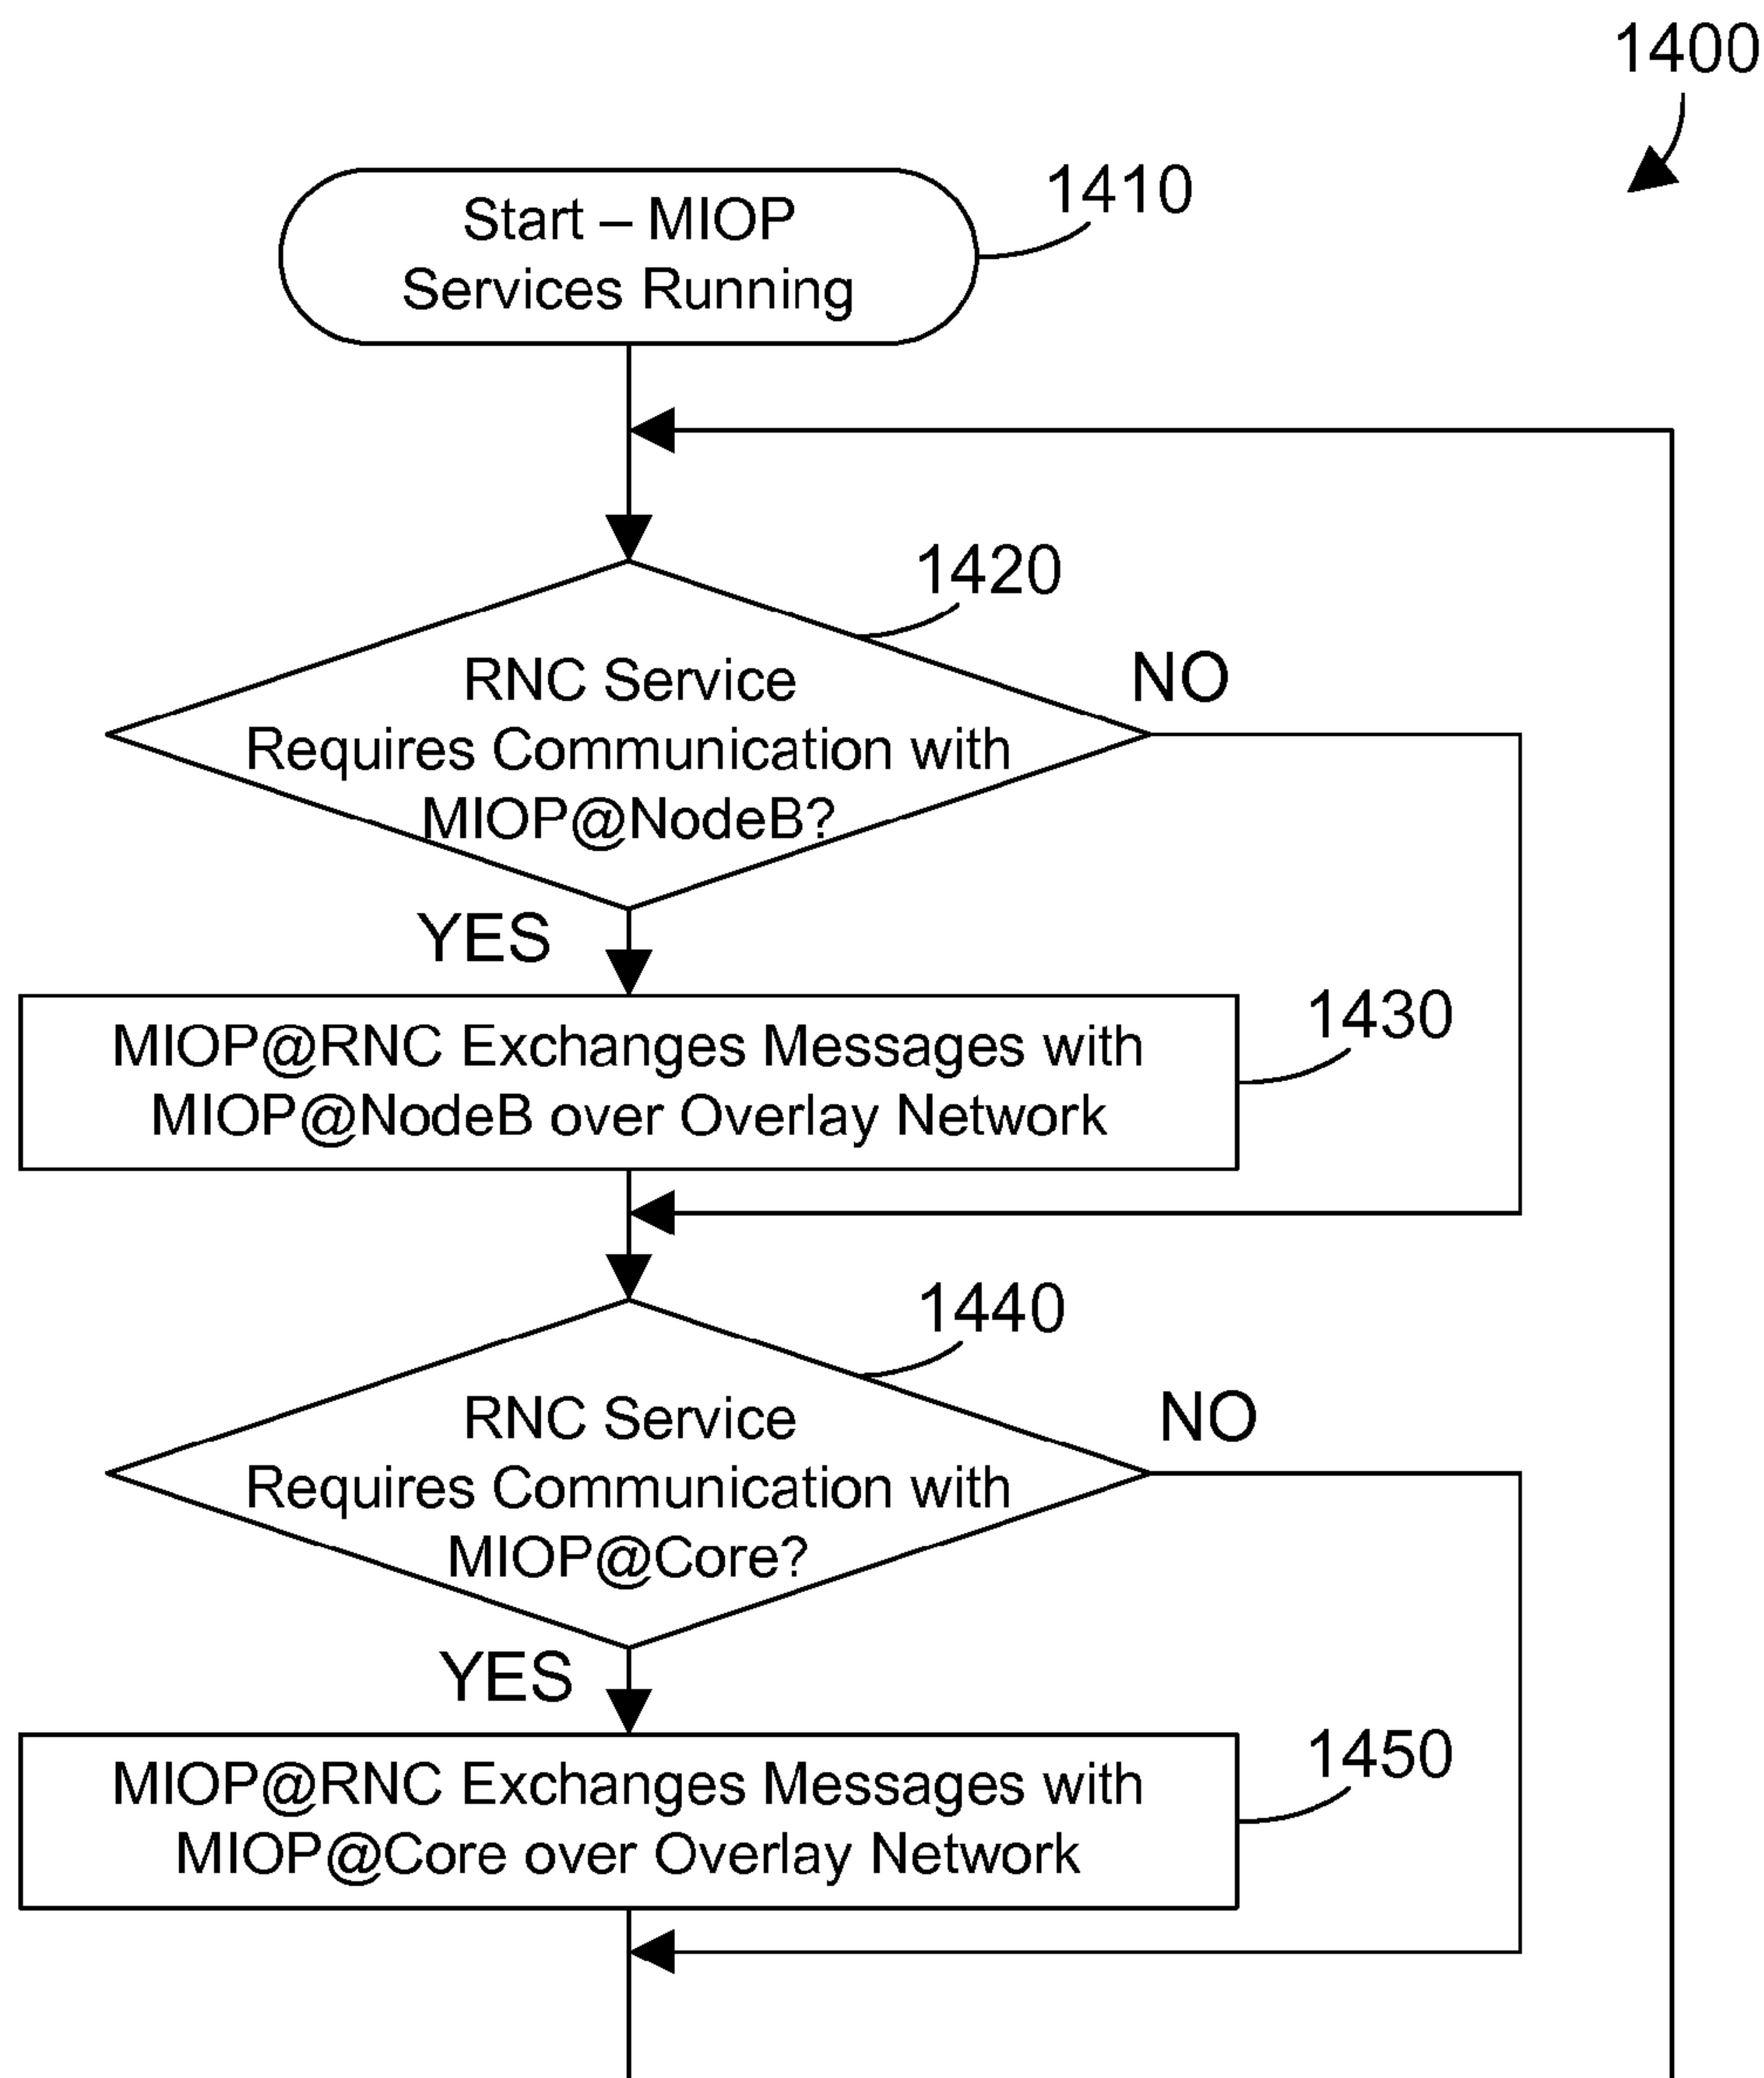 1400
Start – MIOP
Services Running
1410
1420
RNC Service
Requires Communication with
MIOP@NodeB?
NO
YES
MIOP@RNC Exchanges Messages with
MIOP@NodeB over Overlay Network
1430
1440
RNC Service
Requires Communication with
MIOP@Core?
NO
YES
MIOP@RNC Exchanges Messages with
MIOP@Core over Overlay Network
1450